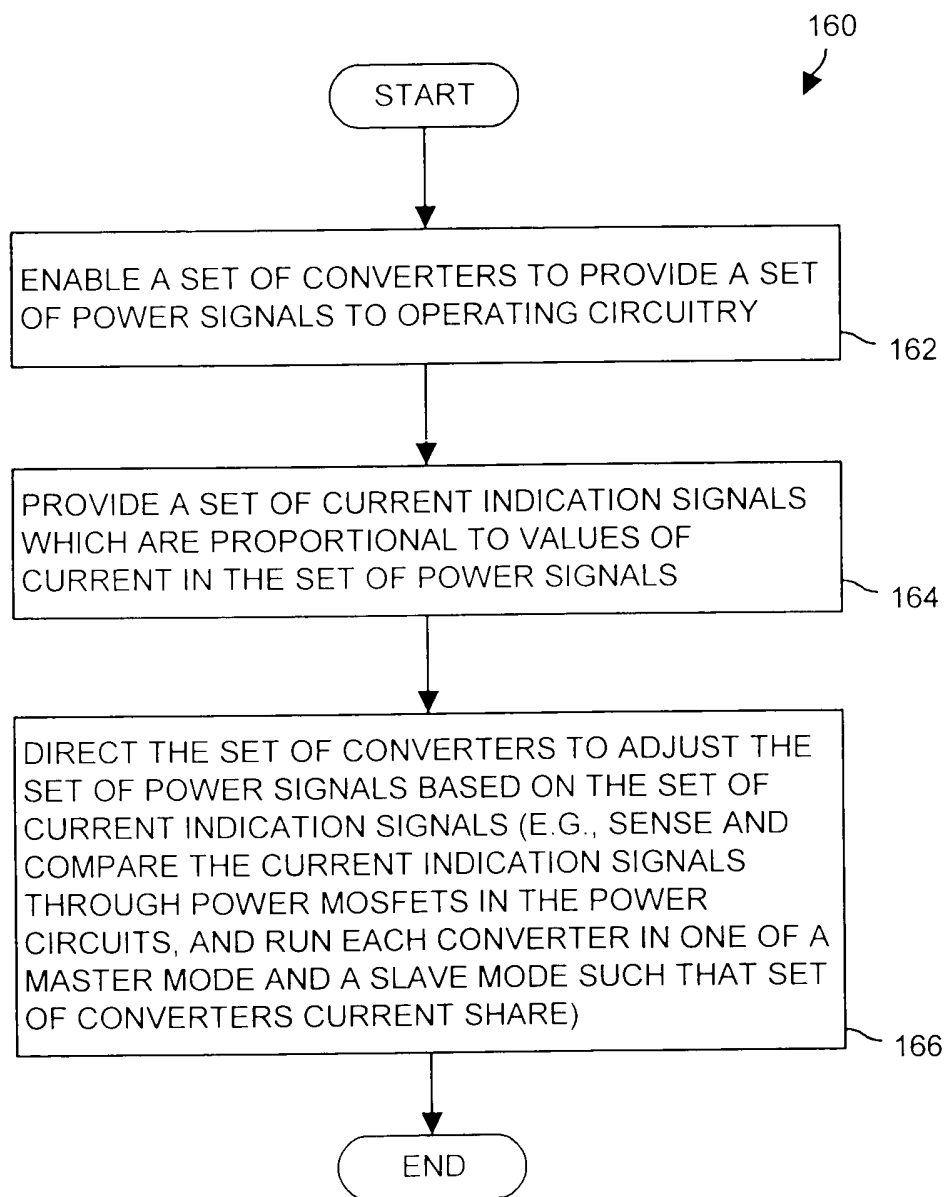 160
START
ENABLE A SET OF CONVERTERS TO PROVIDE A SET
OF POWER SIGNALS TO OPERATING CIRCUITRY
162
PROVIDE A SET OF CURRENT INDICATION SIGNALS
WHICH ARE PROPORTIONAL TO VALUES OF
CURRENT IN THE SET OF POWER SIGNALS
164
DIRECT THE SET OF CONVERTERS TO ADJUST THE
SET OF POWER SIGNALS BASED ON THE SET OF
CURRENT INDICATION SIGNALS (E.G., SENSE AND
COMPARE THE CURRENT INDICATION SIGNALS
THROUGH POWER MOSFETS IN THE POWER
CIRCUITS, AND RUN EACH CONVERTER IN ONE OF A
MASTER MODE AND A SLAVE MODE SUCH THAT SET
OF CONVERTERS CURRENT SHARE)
166
END